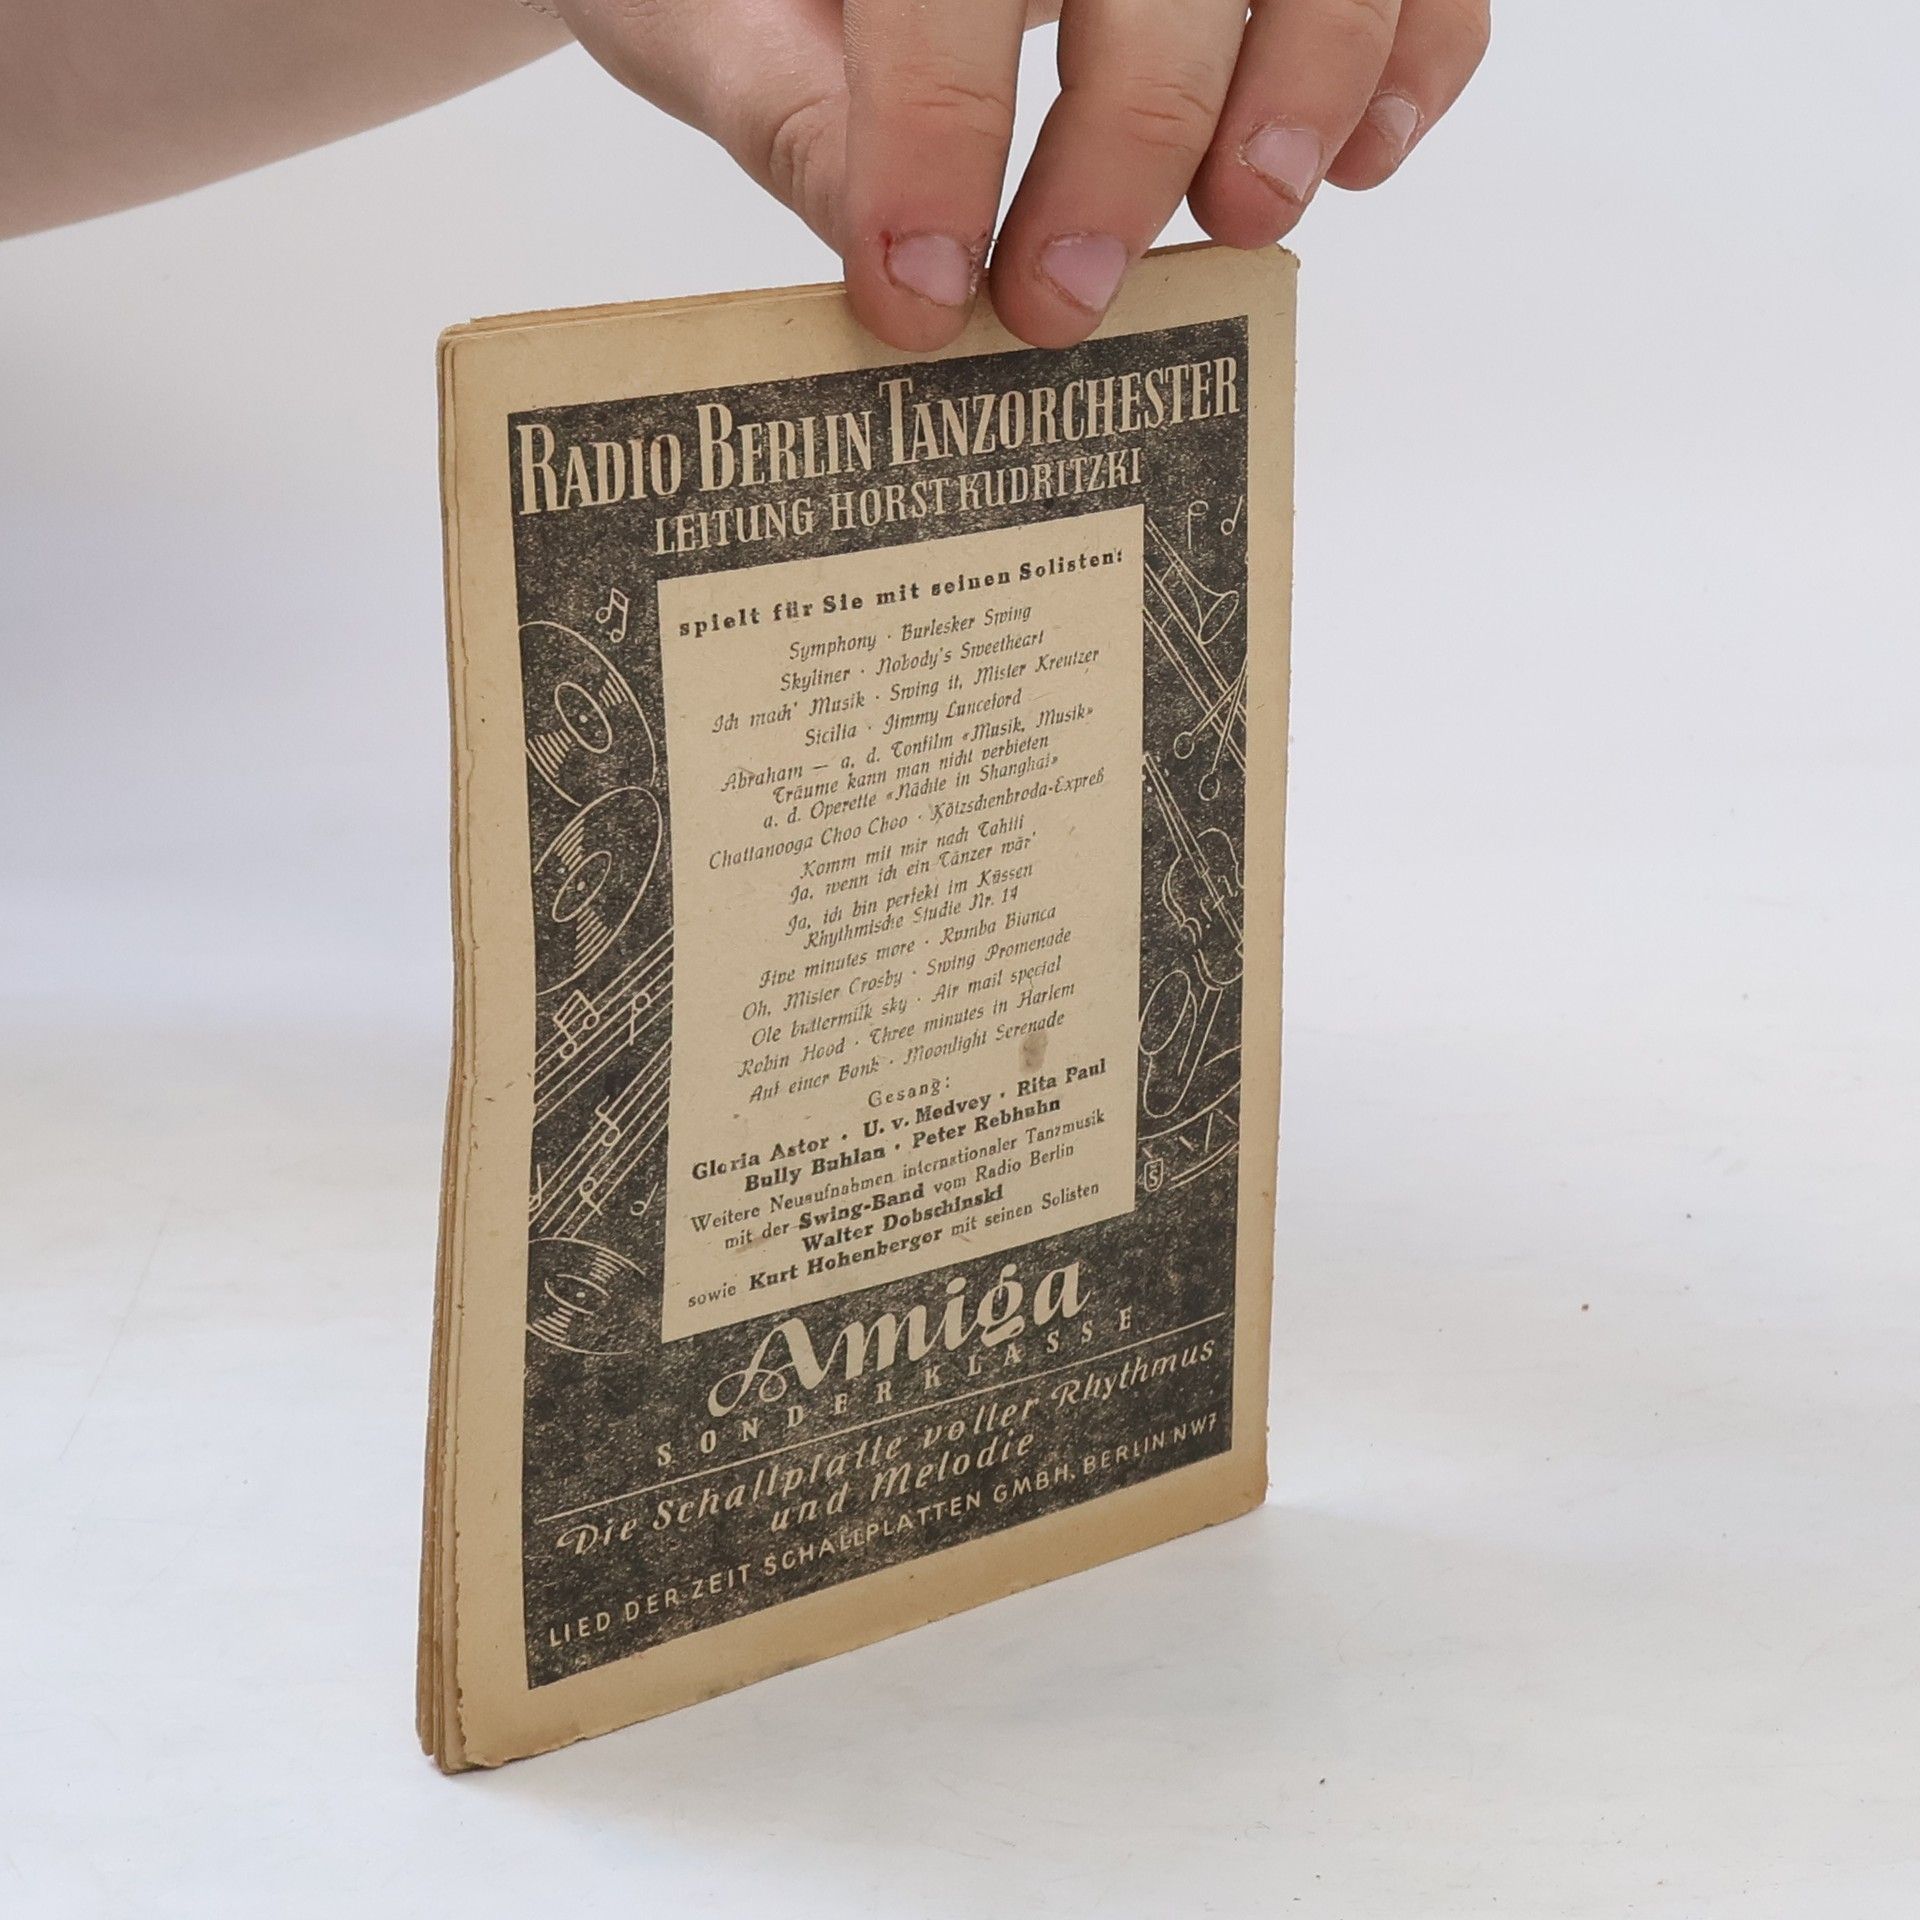 RADIO BERLIN TANZORCHESTER
LEITUNG HORST KUDRITZKI
spielt für Sie mit seinen Solisten:
Symphony · Burlesker Swing
Skyliner · Nobody's Sweetheart
Ich mach' Musik · Swing it, Mister Kreutzer
Sicilia · Jimmy Lunceford
Abraham — a. d. Tonfilm «Musik, Musik»
Träume kann man nicht verbieten
a. d. Operette «Nächte in Shanghai»
Chattanooga Choo Choo · Kötzschenbroda-Expreß
Komm mit mir nach Tahiti
Ja, wenn ich ein Tänzer wär'
Ja, ich bin perfekt im Küssen
Rhythmische Studie Nr. 14
Five minutes more · Rumba Bianca
Oh, Mister Crosby · Swing Promenade
Ole buttermilk sky · Air mail special
Robin Hood · Three minutes in Harlem
Auf einer Bank · Moonlight Serenade
Gesang:
Gloria Astor · U. v. Medvey · Rita Paul
Bully Buhlan · Peter Rebhuhn
Weitere Neuaufnahmen internationaler Tanzmusik
mit der Swing-Band vom Radio Berlin
Walter Dobschinski
sowie Kurt Hohenberger mit seinen Solisten
Amiga
SONDERKLASSE
Die Schallplatte voller Rhythmus
und Melodie
LIED DER ZEIT SCHALLPLATTEN GMBH, BERLIN NW7